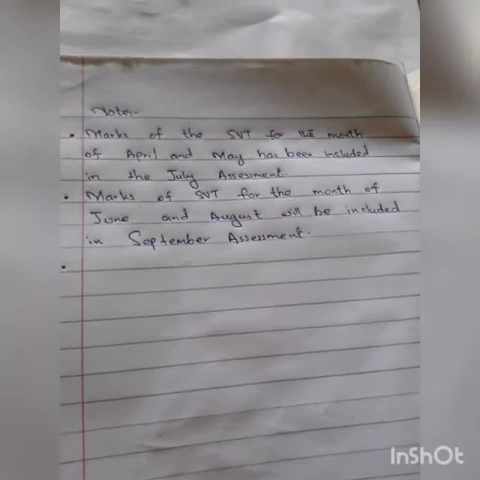 Note:-
• Marks of the SVT for the month
of April and May has been included
in the July Assesment.
• Marks of SVT for the month of
June and August will be included
in September Assessment.
•
InShOt